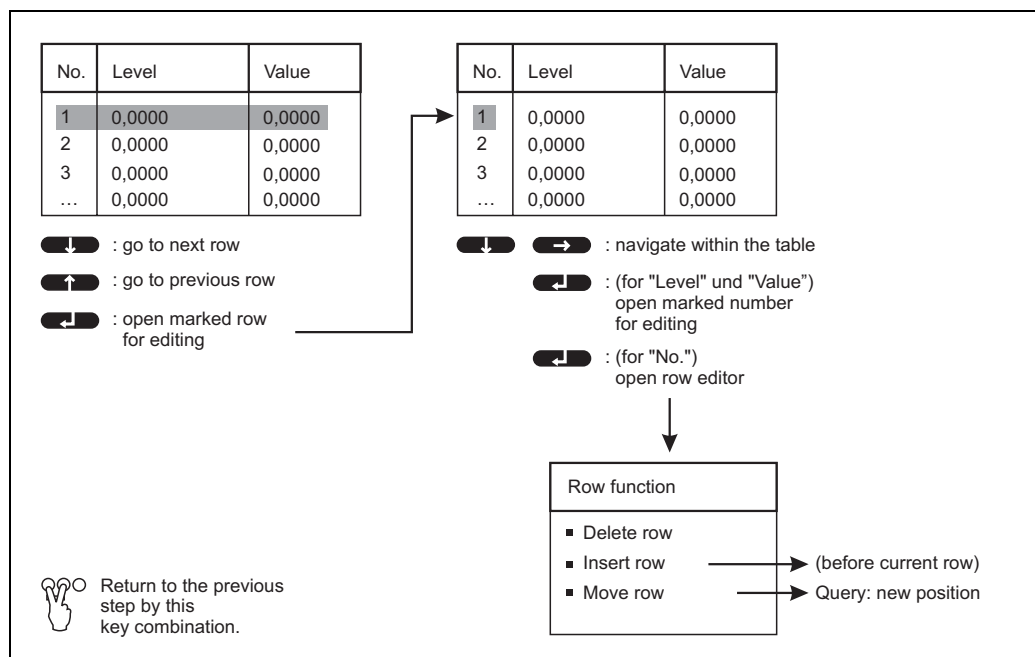 No. Level Value
1 0,0000 0,0000
2 0,0000 0,0000
3 0,0000 0,0000
... 0,0000 0,0000
↓ : go to next row
↑ : go to previous row
↵ : open marked row
for editing
No. Level Value
1 0,0000 0,0000
2 0,0000 0,0000
3 0,0000 0,0000
... 0,0000 0,0000
↓ → : navigate within the table
↵ : (for "Level" und "Value”)
open marked number
for editing
↵ : (for "No.")
open row editor
Row function
▪ Delete row
▪ Insert row
(before current row)
▪ Move row
Query: new position
Return to the previous
step by this
key combination.